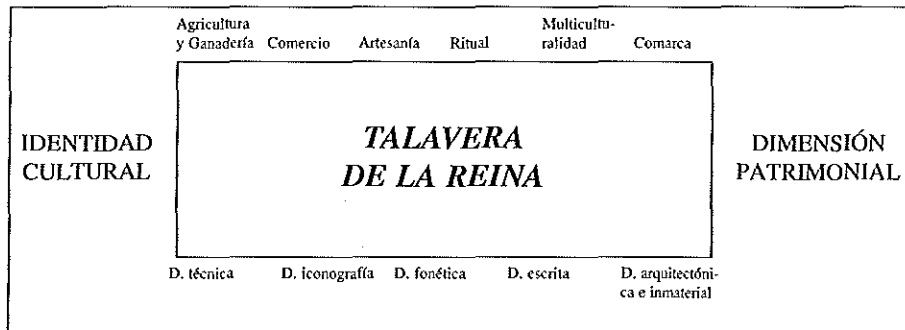 Agricultura
y Ganadería Comercio Artesanía Ritual Multicultu-
ralidad Comarca
IDENTIDAD
CULTURAL
TALAVERA
DE LA REINA
DIMENSIÓN
PATRIMONIAL
D. técnica D. iconografía D. fonética D. escrita D. arquitectóni-
ca e inmaterial